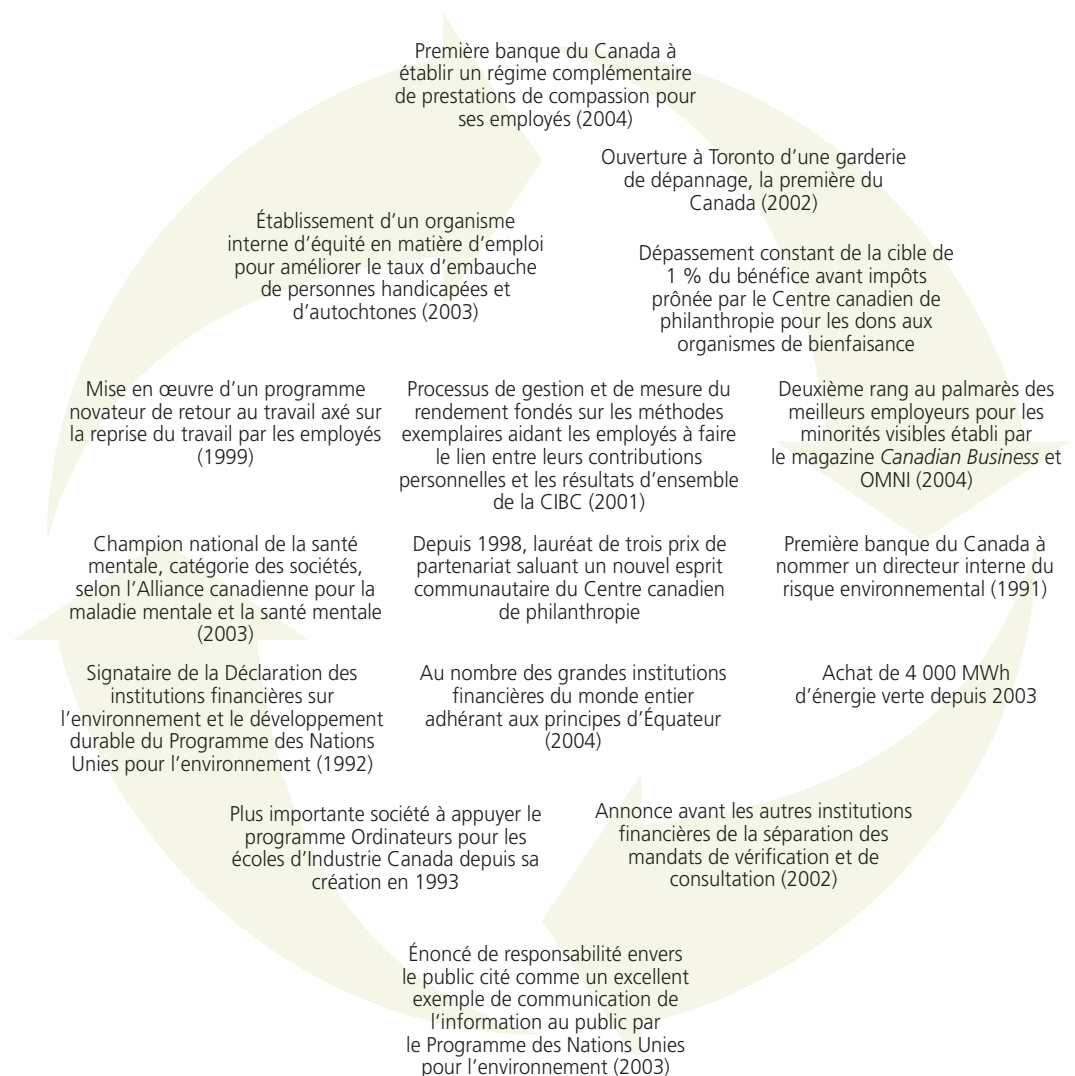 Première banque du Canada à
établir un régime complémentaire
de prestations de compassion pour
ses employés (2004)
Ouverture à Toronto d’une garderie
de dépannage, la première du
Canada (2002)
Établissement d’un organisme
interne d’équité en matière d’emploi
pour améliorer le taux d’embauche
de personnes handicapées et
d’autochtones (2003)
Dépassement constant de la cible de
1 % du bénéfice avant impôts
prônée par le Centre canadien de
philanthropie pour les dons aux
organismes de bienfaisance
Mise en œuvre d’un programme
novateur de retour au travail axé sur
la reprise du travail par les employés
(1999)
Processus de gestion et de mesure du
rendement fondés sur les méthodes
exemplaires aidant les employés à faire
le lien entre leurs contributions
personnelles et les résultats d’ensemble
de la CIBC (2001)
Deuxième rang au palmarès des
meilleurs employeurs pour les
minorités visibles établi par
le magazine Canadian Business et
OMNI (2004)
Champion national de la santé
mentale, catégorie des sociétés,
selon l’Alliance canadienne pour la
maladie mentale et la santé mentale
(2003)
Depuis 1998, lauréat de trois prix de
partenariat saluant un nouvel esprit
communautaire du Centre canadien
de philanthropie
Première banque du Canada à
nommer un directeur interne du
risque environnemental (1991)
Signataire de la Déclaration des
institutions financières sur
l’environnement et le développement
durable du Programme des Nations
Unies pour l’environnement (1992)
Au nombre des grandes institutions
financières du monde entier
adhérant aux principes d’Équateur
(2004)
Achat de 4 000 MWh
d’énergie verte depuis 2003
Plus importante société à appuyer le
programme Ordinateurs pour les
écoles d’Industrie Canada depuis sa
création en 1993
Annonce avant les autres institutions
financières de la séparation des
mandats de vérification et de
consultation (2002)
Énoncé de responsabilité envers
le public cité comme un excellent
exemple de communication de
l’information au public par
le Programme des Nations Unies
pour l’environnement (2003)